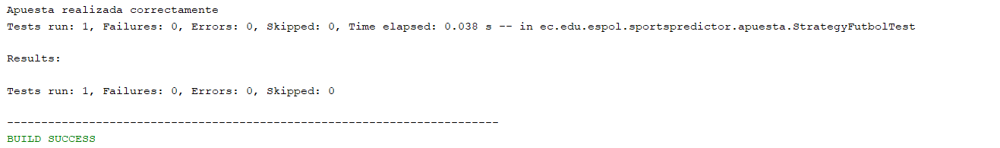 Apuesta realizada correctamente
Tests run: 1, Failures: 0, Errors: 0, Skipped: 0, Time elapsed: 0.038 s -- in ec.edu.espol.sportspredictor.apuesta.StrategyFutbolTest
Results:
Tests run: 1, Failures: 0, Errors: 0, Skipped: 0
------------------------------------------------------------------------
BUILD SUCCESS